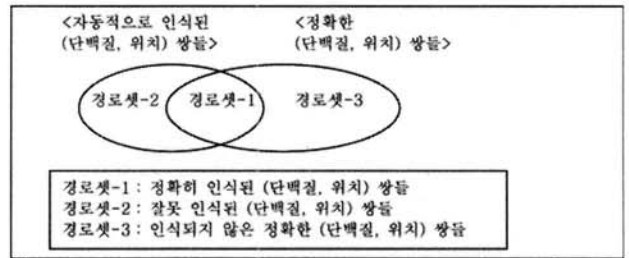 <자동적으로 인식된 <정확한
(단백질, 위치) 쌍들> (단백질, 위치) 쌍들>
경로셋-2 경로셋-1 경로셋-3
경로셋-1 : 정확히 인식된 (단백질, 위치) 쌍들
경로셋-2 : 잘못 인식된 (단백질, 위치) 쌍들
경로셋-3 : 인식되지 않은 정확한 (단백질, 위치) 쌍들